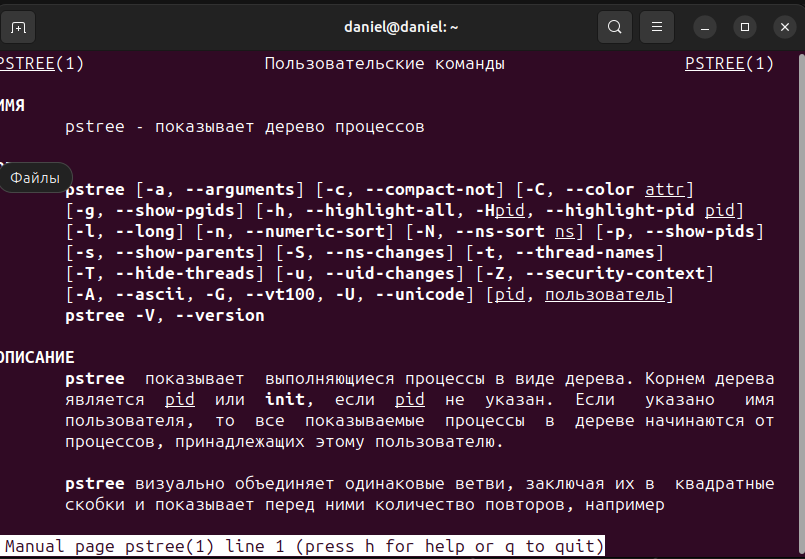 daniel@daniel: ~
PSTREE(1) Пользовательские команды PSTREE(1)
ИМЯ
pstree - показывает дерево процессов
Файлы
pstree [-a, --arguments] [-c, --compact-not] [-C, --color attr]
[-g, --show-pgids] [-h, --highlight-all, -Hpid, --highlight-pid pid]
[-l, --long] [-n, --numeric-sort] [-N, --ns-sort ns] [-p, --show-pids]
[-s, --show-parents] [-S, --ns-changes] [-t, --thread-names]
[-T, --hide-threads] [-u, --uid-changes] [-Z, --security-context]
[-A, --ascii, -G, --vt100, -U, --unicode] [pid, пользователь]
pstree -V, --version
ОПИСАНИЕ
pstree показывает выполняющиеся процессы в виде дерева. Корнем дерева
является pid или init, если pid не указан. Если указано имя
пользователя, то все показываемые процессы в дереве начинаются от
процессов, принадлежащих этому пользователю.
pstree визуально объединяет одинаковые ветви, заключая их в квадратные
скобки и показывает перед ними количество повторов, например
Manual page pstree(1) line 1 (press h for help or q to quit)